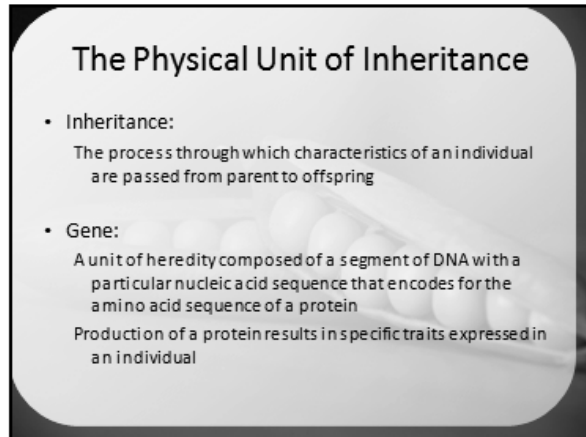 The Physical Unit of Inheritance
• Inheritance:
The process through which characteristics of an individual
are passed from parent to offspring
• Gene:
A unit of heredity composed of a segment of DNA with a
particular nucleic acid sequence that encodes for the
amino acid sequence of a protein
Production of a protein results in specific traits expressed in
an individual